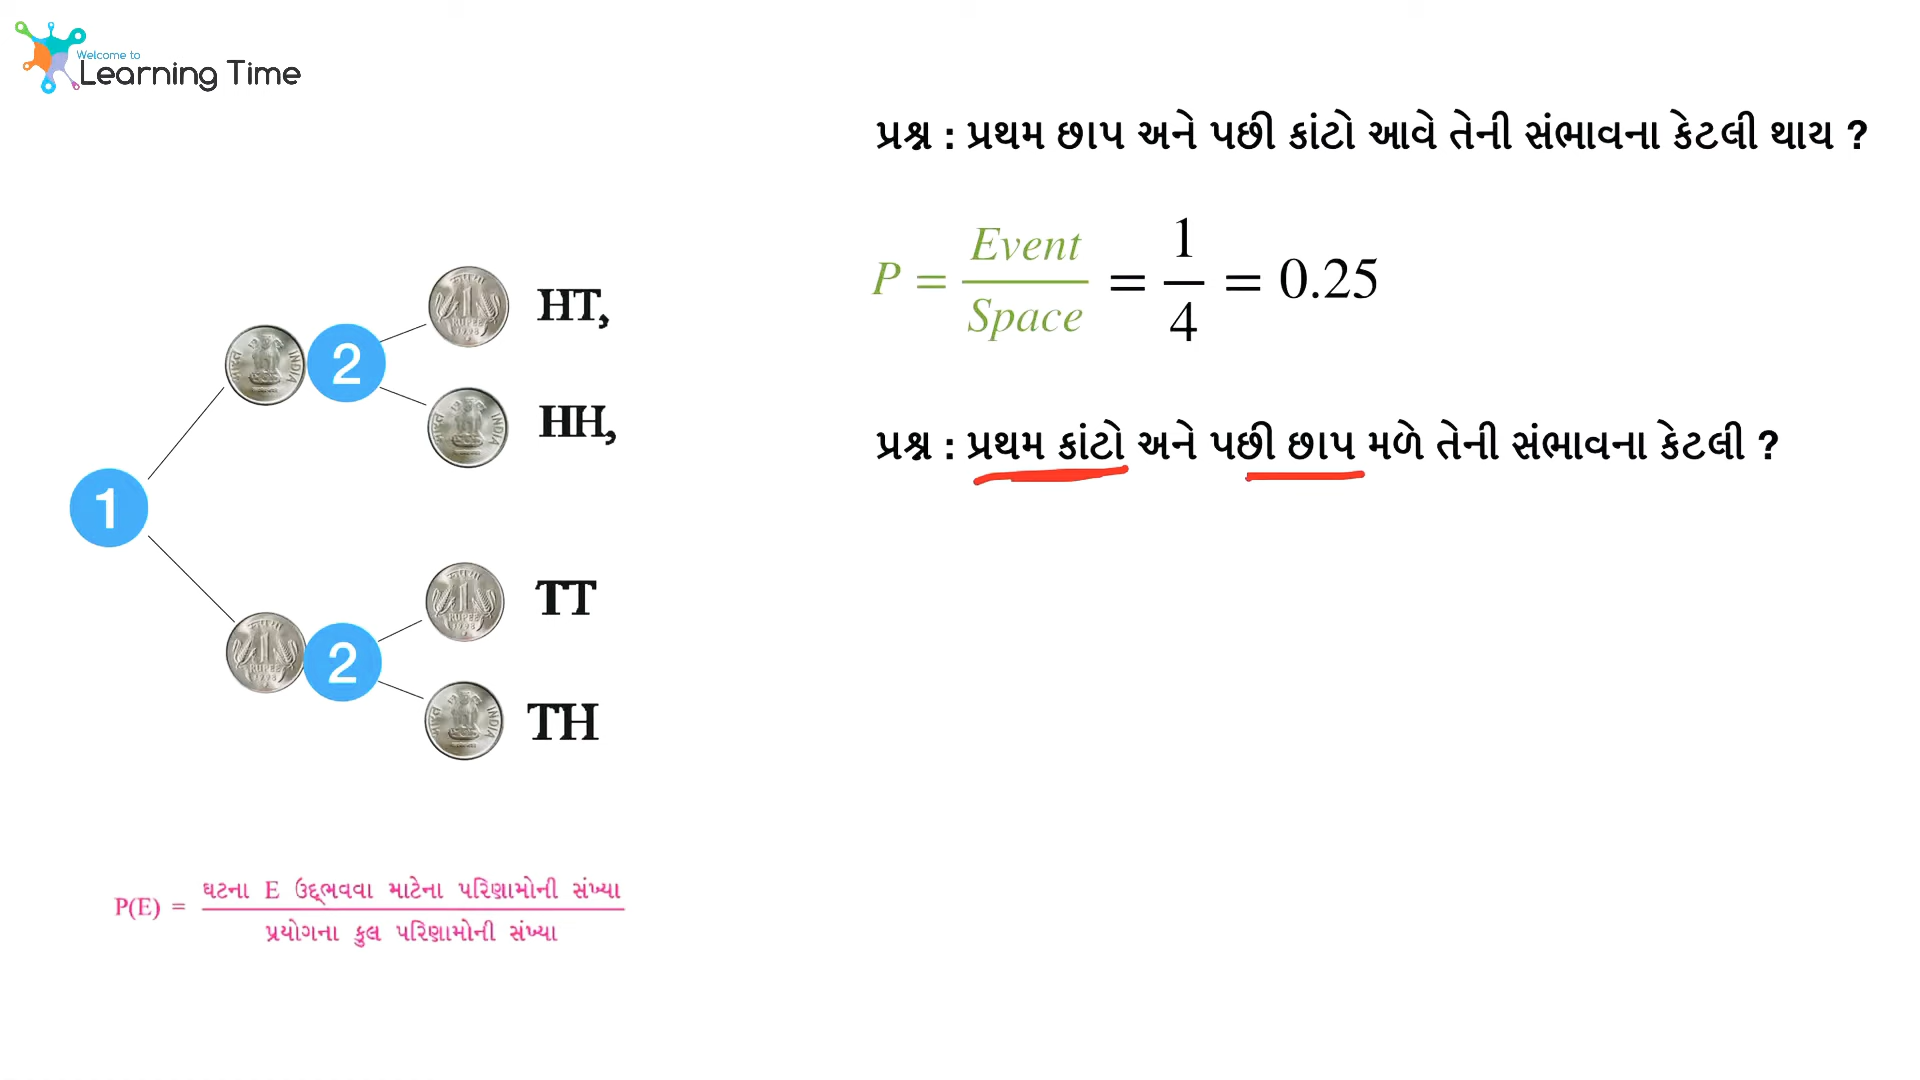 Welcome to
Learning Time
પ્રશ્ન : પ્રથમ છાપ અને પછી કાંટો આવે તેની સંભાવના કેટલી થાય ?
P = Event / Space = 1 / 4 = 0.25
પ્રશ્ન : પ્રથમ કાંટો અને પછી છાપ મળે તેની સંભાવના કેટલી ?
HT,
2
HH,
1
TT
2
TH
P(E) = ઘટના E ઉદ્દ્ભવવા માટેના પરિણામોની સંખ્યા
પ્રયોગના કુલ પરિણામોની સંખ્યા